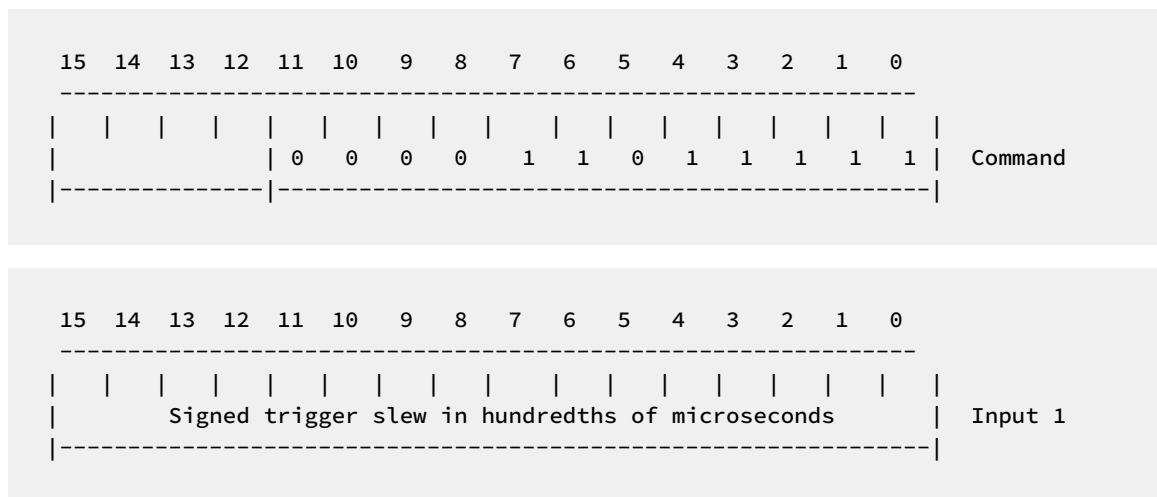 15 14 13 12 11 10 9 8 7 6 5 4 3 2 1 0
---------------------------------------------------------------
| | | | | | | | | | | | | | | | |
| | 0 0 0 0 1 1 0 1 1 1 1 1 | Command
|---------------|------------------------------------------------|
15 14 13 12 11 10 9 8 7 6 5 4 3 2 1 0
---------------------------------------------------------------
| | | | | | | | | | | | | | | | |
| Signed trigger slew in hundredths of microseconds | Input 1
|----------------------------------------------------------------|